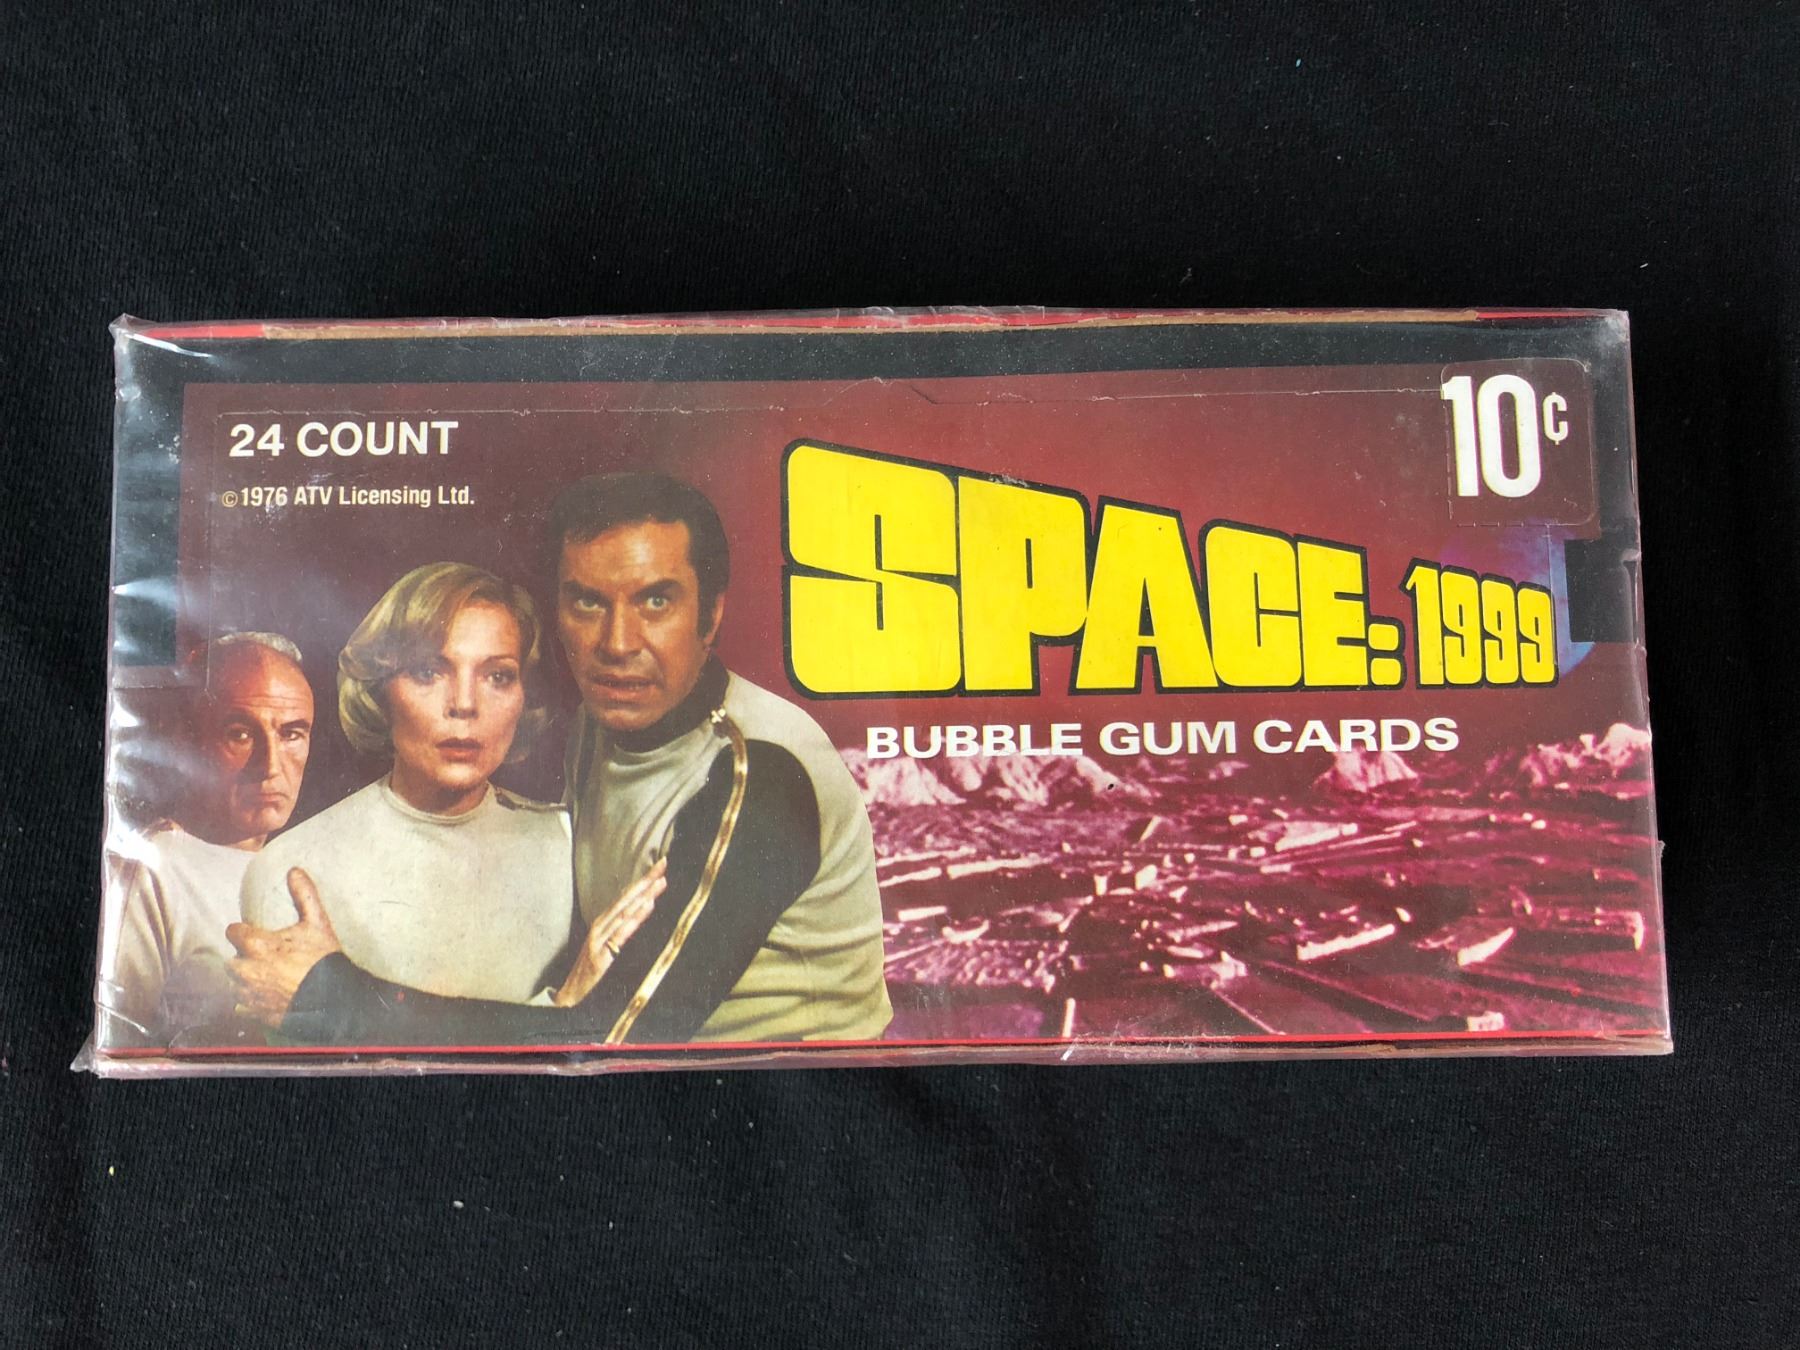 24 COUNT
©1976 ATV Licensing Ltd.
10¢
SPACE: 1999
BUBBLE GUM CARDS